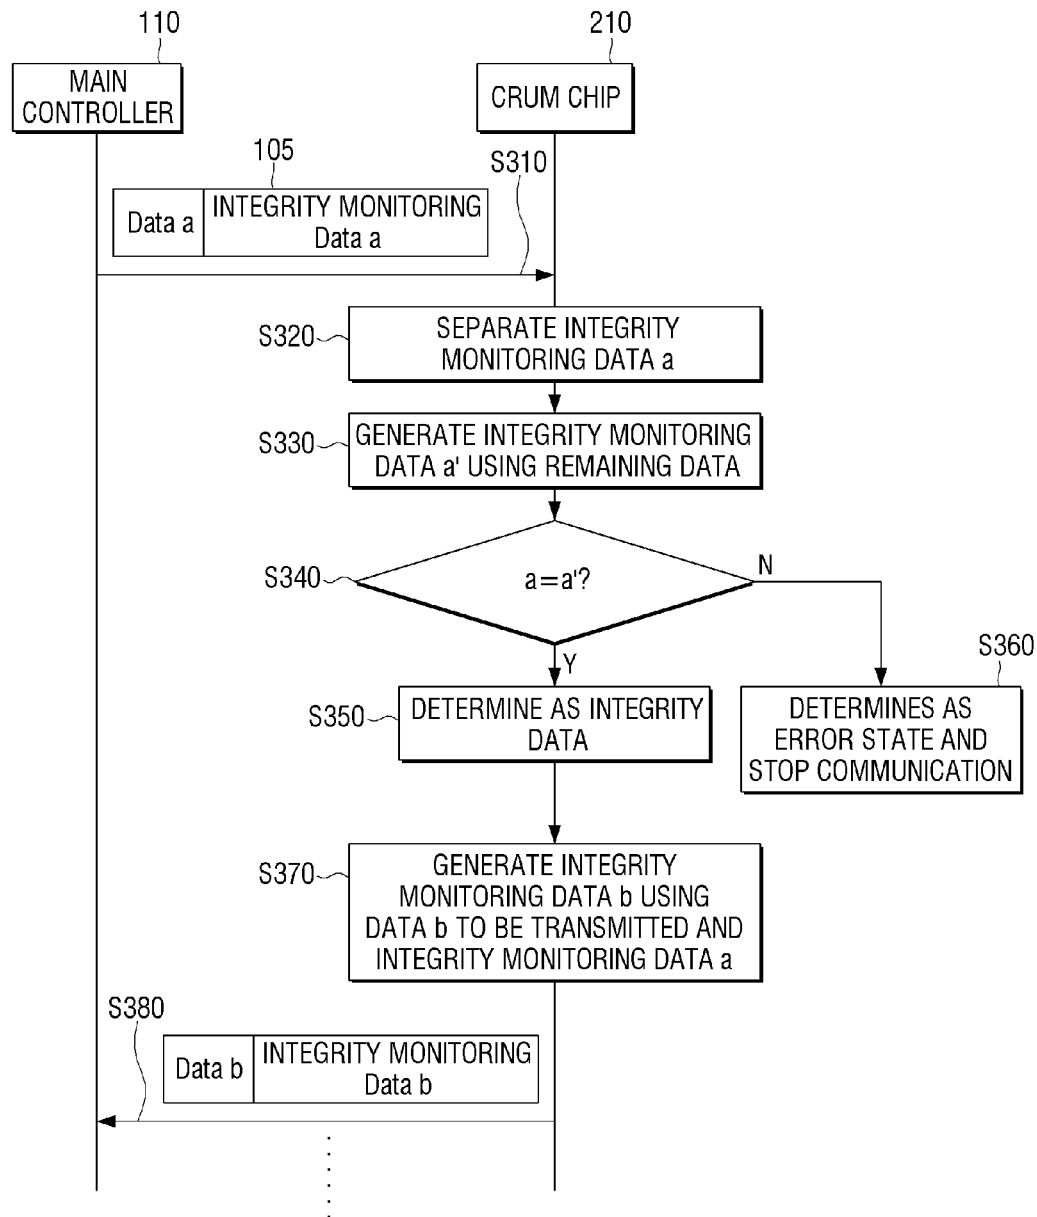 110
210
MAIN
CONTROLLER
CRUM CHIP
105
S310
Data a
INTEGRITY MONITORING
Data a
S320
SEPARATE INTEGRITY
MONITORING DATA a
S330
GENERATE INTEGRITY MONITORING
DATA a' USING REMAINING DATA
S340
a=a'?
N
Y
S360
S350
DETERMINE AS INTEGRITY
DATA
DETERMINES AS
ERROR STATE AND
STOP COMMUNICATION
S370
GENERATE INTEGRITY
MONITORING DATA b USING
DATA b TO BE TRANSMITTED AND
INTEGRITY MONITORING DATA a
S380
Data b
INTEGRITY MONITORING
Data b